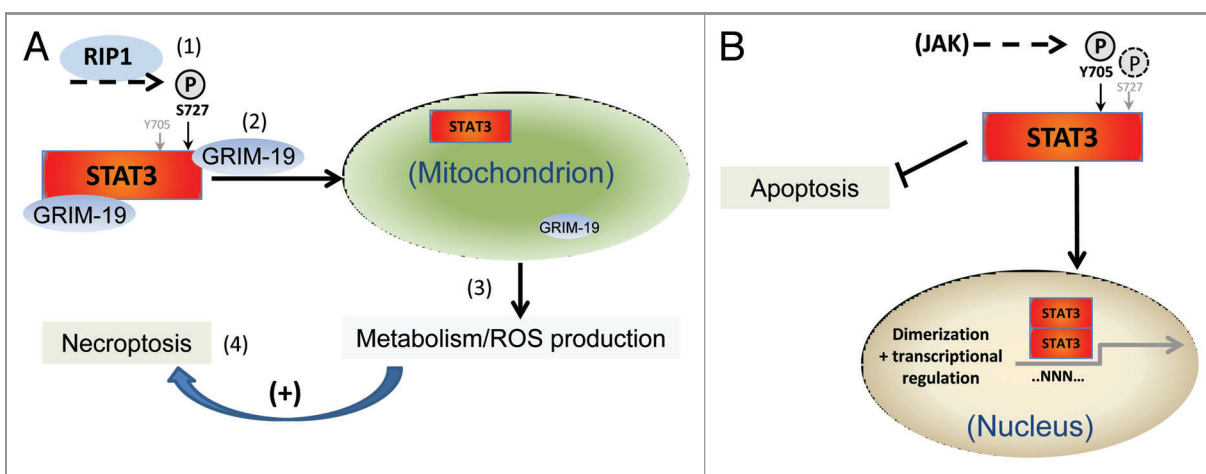 A
RIP1
(1)
P
S727
Y705
(2)
GRIM-19
STAT3
GRIM-19
STAT3
(Mitochondrion)
GRIM-19
(3)
Metabolism/ROS production
Necroptosis
(4)
(+)
B
(JAK)
P
P
Y705
S727
STAT3
Apoptosis
STAT3
STAT3
Dimerization
+ transcriptional
regulation
..NNN...
(Nucleus)